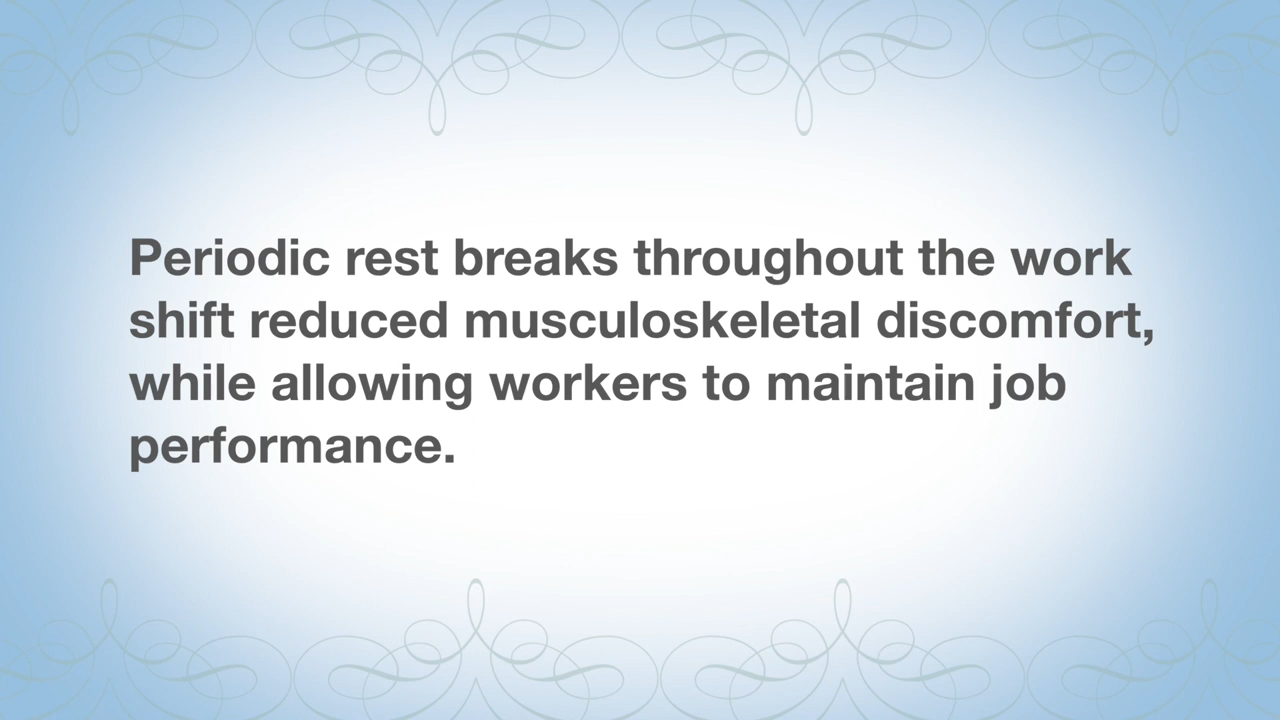 Periodic rest breaks throughout the work
shift reduced musculoskeletal discomfort,
while allowing workers to maintain job
performance.